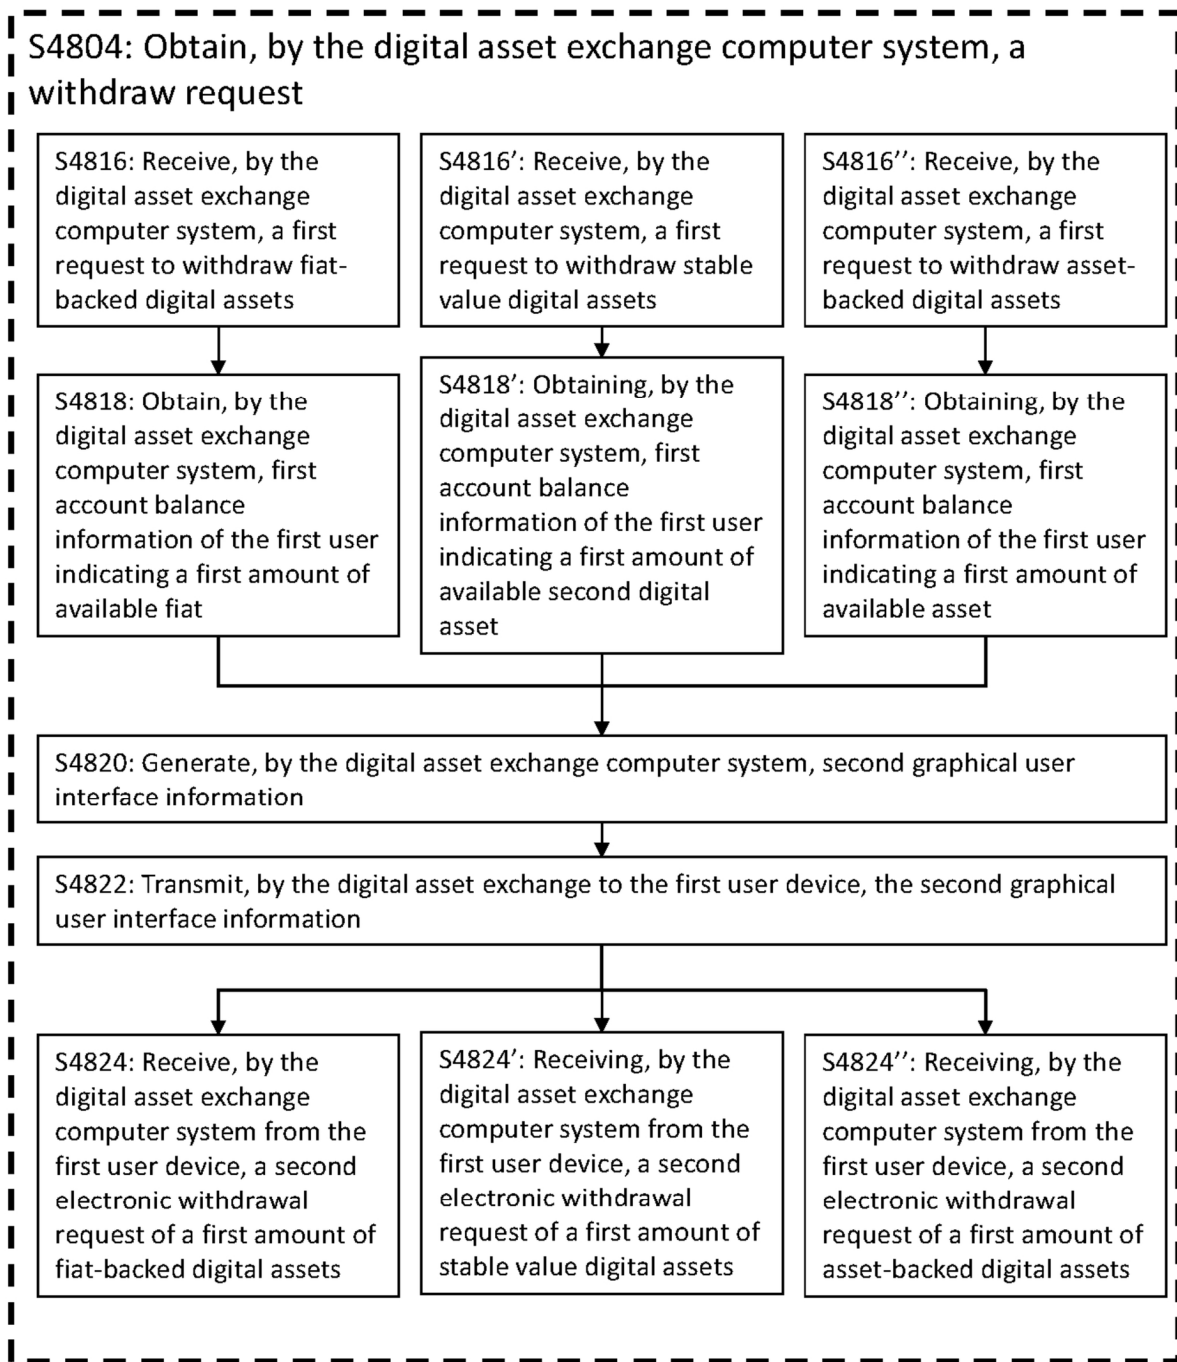 S4804: Obtain, by the digital asset exchange computer system, a
withdraw request
S4816: Receive, by the
digital asset exchange
computer system, a first
request to withdraw fiat-
backed digital assets
S4816’: Receive, by the
digital asset exchange
computer system, a first
request to withdraw stable
value digital assets
S4816’’: Receive, by the
digital asset exchange
computer system, a first
request to withdraw asset-
backed digital assets
S4818: Obtain, by the
digital asset exchange
computer system, first
account balance
information of the first user
indicating a first amount of
available fiat
S4818’: Obtaining, by the
digital asset exchange
computer system, first
account balance
information of the first user
indicating a first amount of
available second digital
asset
S4818’’: Obtaining, by the
digital asset exchange
computer system, first
account balance
information of the first user
indicating a first amount of
available asset
S4820: Generate, by the digital asset exchange computer system, second graphical user
interface information
S4822: Transmit, by the digital asset exchange to the first user device, the second graphical
user interface information
S4824: Receive, by the
digital asset exchange
computer system from the
first user device, a second
electronic withdrawal
request of a first amount of
fiat-backed digital assets
S4824’: Receiving, by the
digital asset exchange
computer system from the
first user device, a second
electronic withdrawal
request of a first amount of
stable value digital assets
S4824’’: Receiving, by the
digital asset exchange
computer system from the
first user device, a second
electronic withdrawal
request of a first amount of
asset-backed digital assets